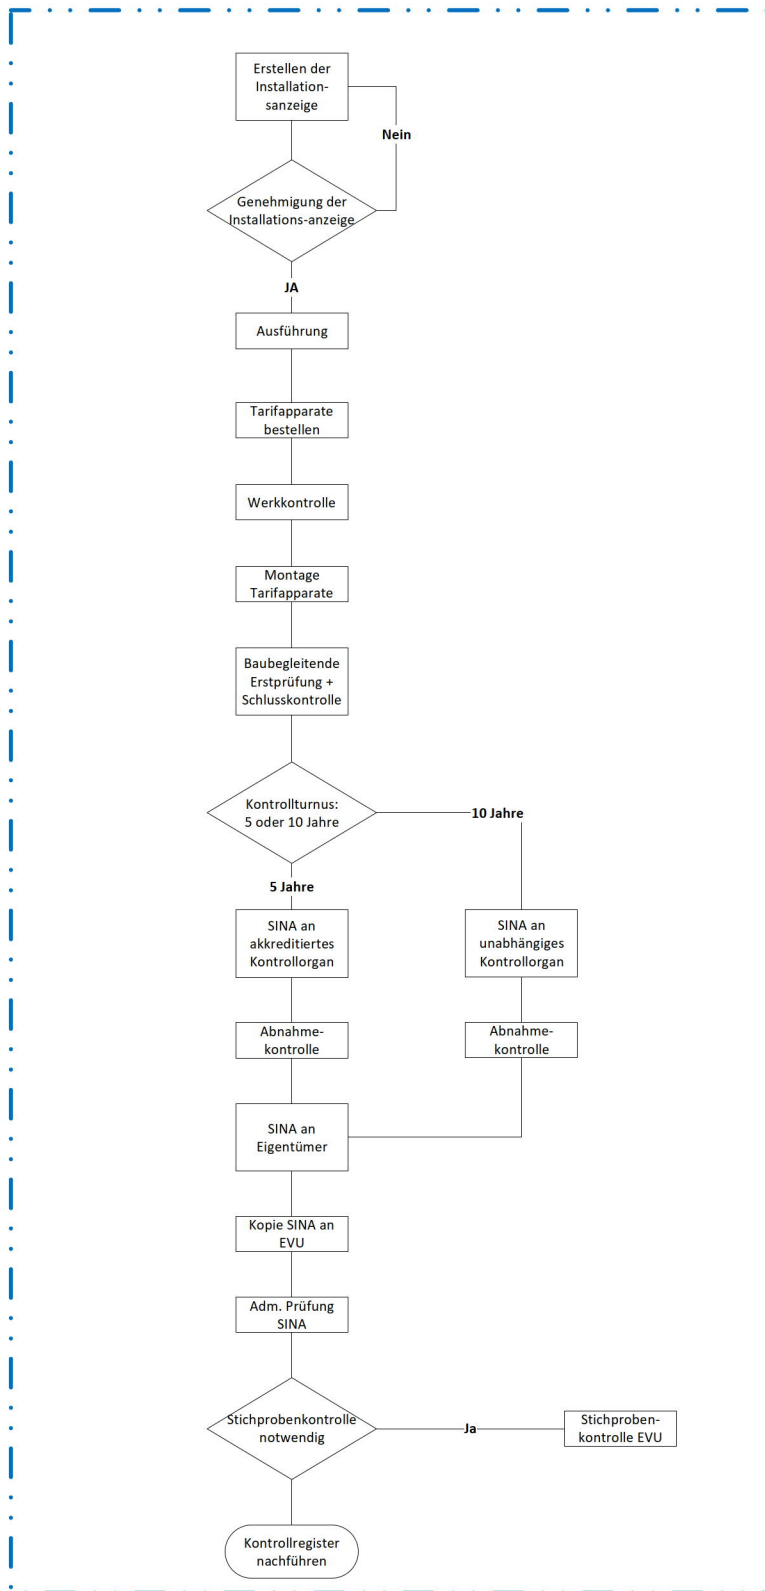 Erstellen der
Installation-
sanzeige
Nein
Genehmigung der
Installations-anzeige
JA
Ausführung
Tarifapparate
bestellen
Werkkontrolle
Montage
Tarifapparate
Baubegleitende
Erstprüfung +
Schlusskontrolle
Kontrollturnus:
5 oder 10 Jahre
10 Jahre
5 Jahre
SINA an
akkreditiertes
Kontrollorgan
SINA an
unabhängiges
Kontrollorgan
Abnahme-
kontrolle
Abnahme-
kontrolle
SINA an
Eigentümer
Kopie SINA an
EVU
Adm. Prüfung
SINA
Stichprobenkontrolle
notwendig
Ja
Stichproben-
kontrolle EVU
Kontrollregister
nachführen